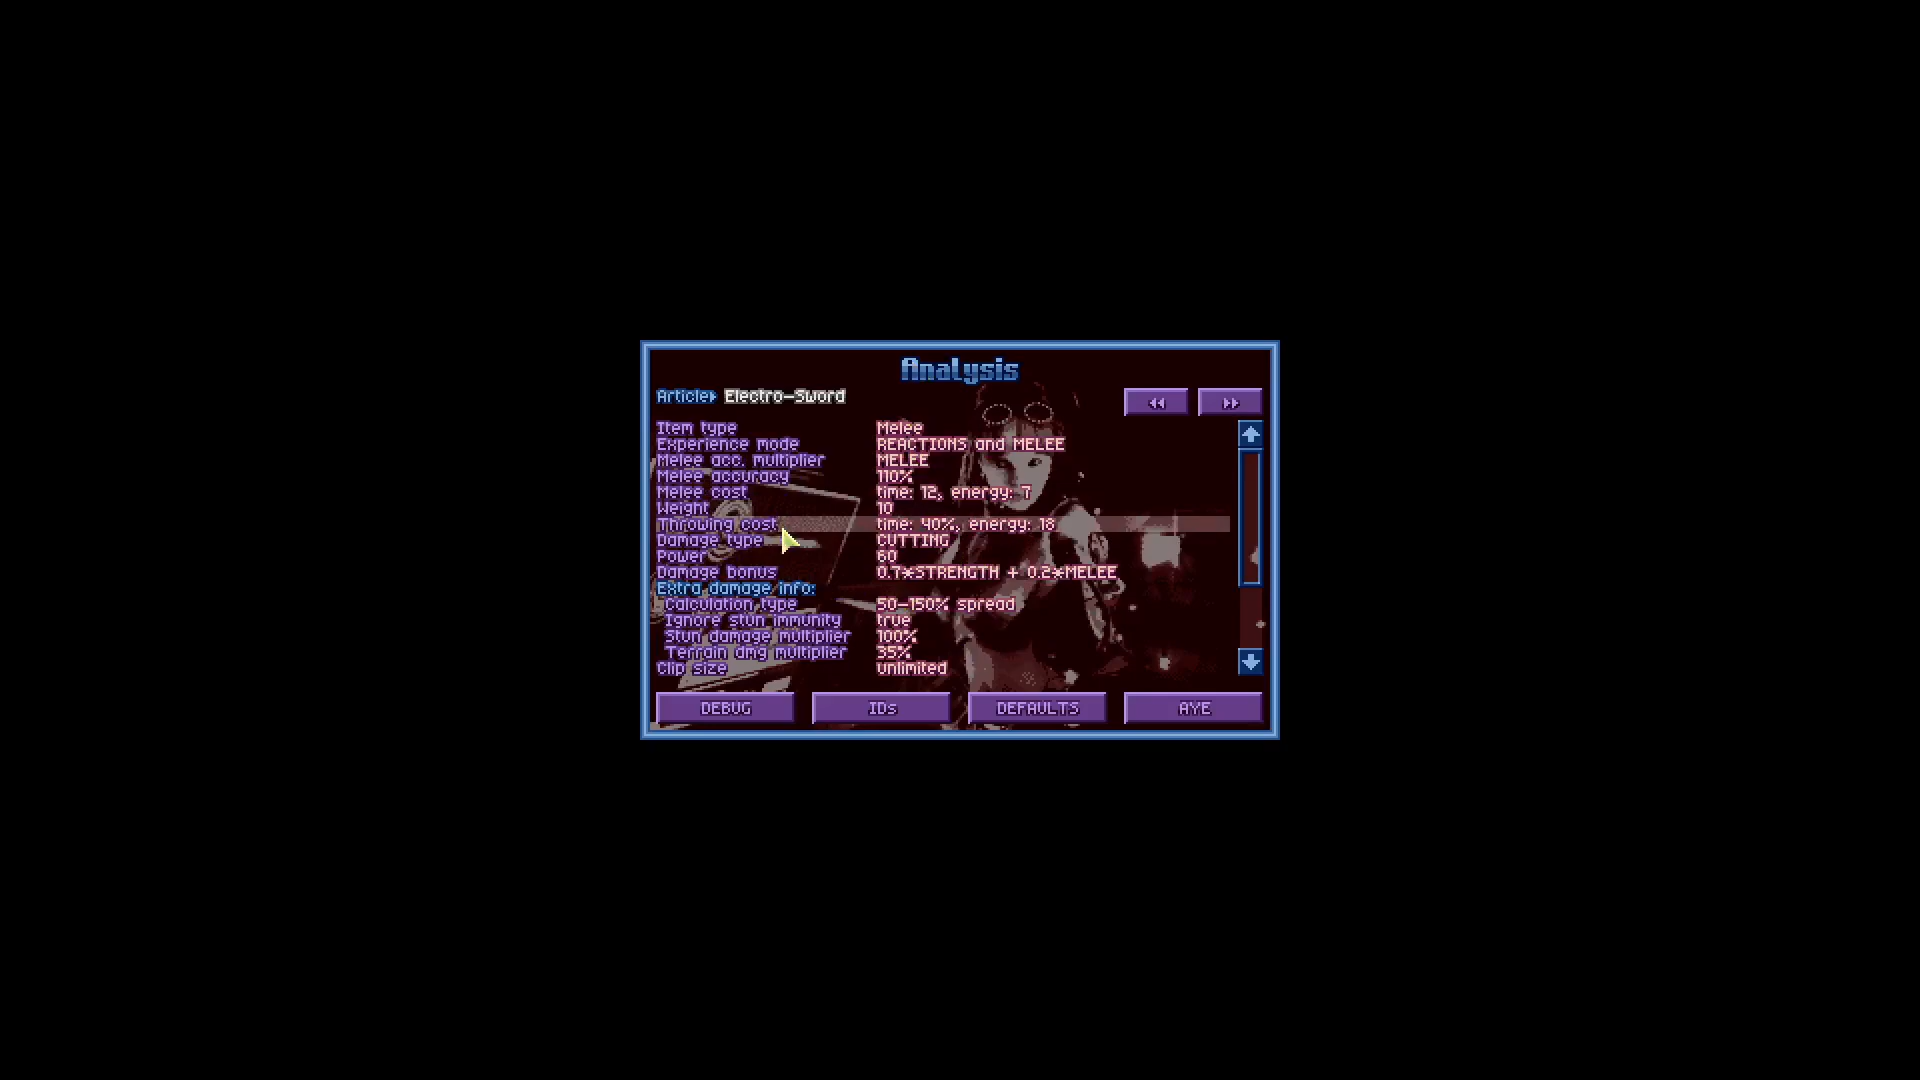 Analysis
Article▸ Electro-Sword
Item type Melee
Experience mode REACTIONS and MELEE
Melee acc. multiplier MELEE
Melee accuracy 110%
Melee cost time: 12, energy: 7
Weight 10
Throwing cost time: 40%, energy: 18
Damage type CUTTING
Power 60
Damage bonus 0.7*STRENGTH + 0.2*MELEE
Extra damage info:
Calculation type 50-150% spread
Ignore stun immunity true
Stun damage multiplier 100%
Terrain dmg multiplier 35%
Clip size unlimited
DEBUG IDs DEFAULTS AYE